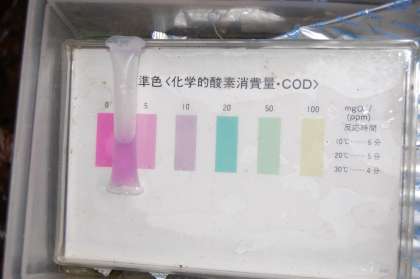 準色〈化学的酸素消費量・COD〉
0 5 10 20 50 100 mgO/ℓ
(ppm)
反応時間
10℃……6分
20℃……5分
30℃……4分